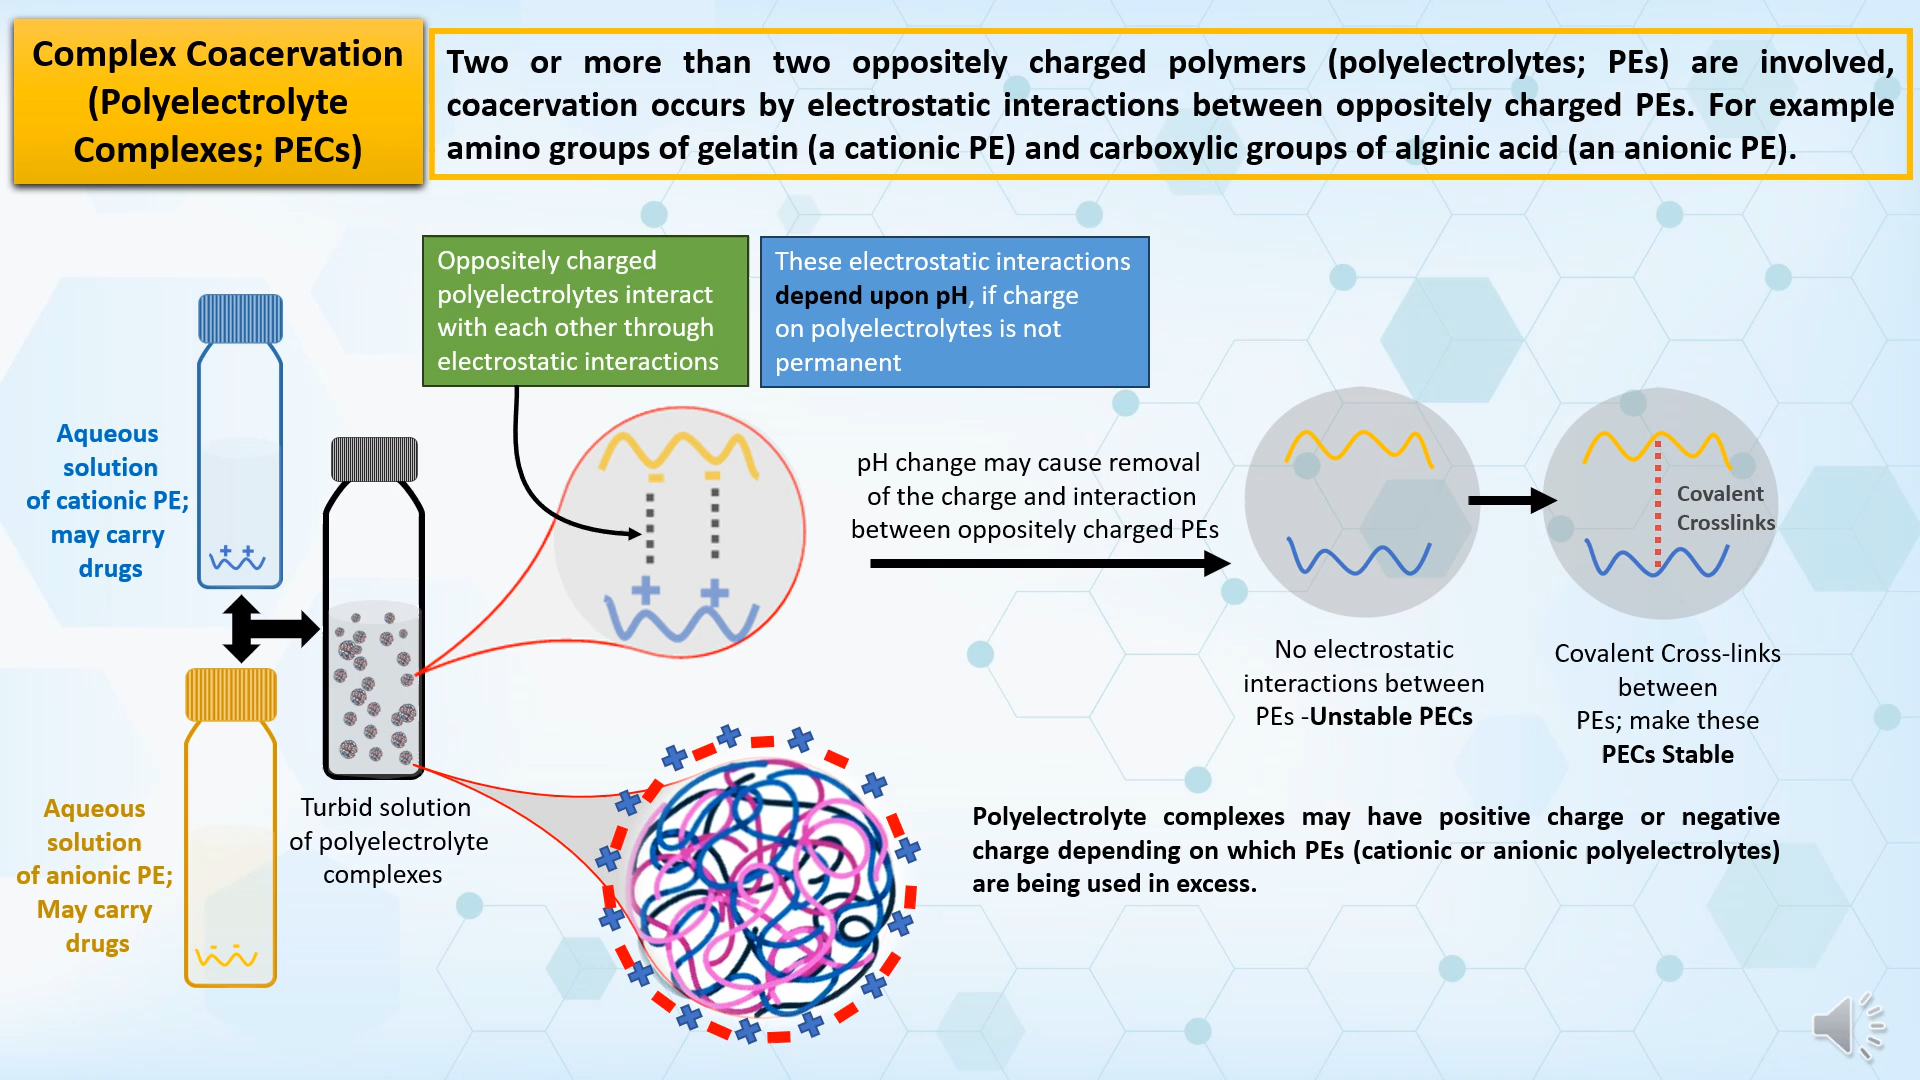 Complex Coacervation
(Polyelectrolyte
Complexes; PECs)
Two or more than two oppositely charged polymers (polyelectrolytes; PEs) are involved,
coacervation occurs by electrostatic interactions between oppositely charged PEs. For example
amino groups of gelatin (a cationic PE) and carboxylic groups of alginic acid (an anionic PE).
Oppositely charged
polyelectrolytes interact
with each other through
electrostatic interactions
These electrostatic interactions
depend upon pH, if charge
on polyelectrolytes is not
permanent
Aqueous
solution
of cationic PE;
may carry
drugs
pH change may cause removal
of the charge and interaction
between oppositely charged PEs
Covalent
Crosslinks
No electrostatic
interactions between
PEs -Unstable PECs
Covalent Cross-links
between
PEs; make these
PECs Stable
Aqueous
solution
of anionic PE;
May carry
drugs
Turbid solution
of polyelectrolyte
complexes
Polyelectrolyte complexes may have positive charge or negative
charge depending on which PEs (cationic or anionic polyelectrolytes)
are being used in excess.